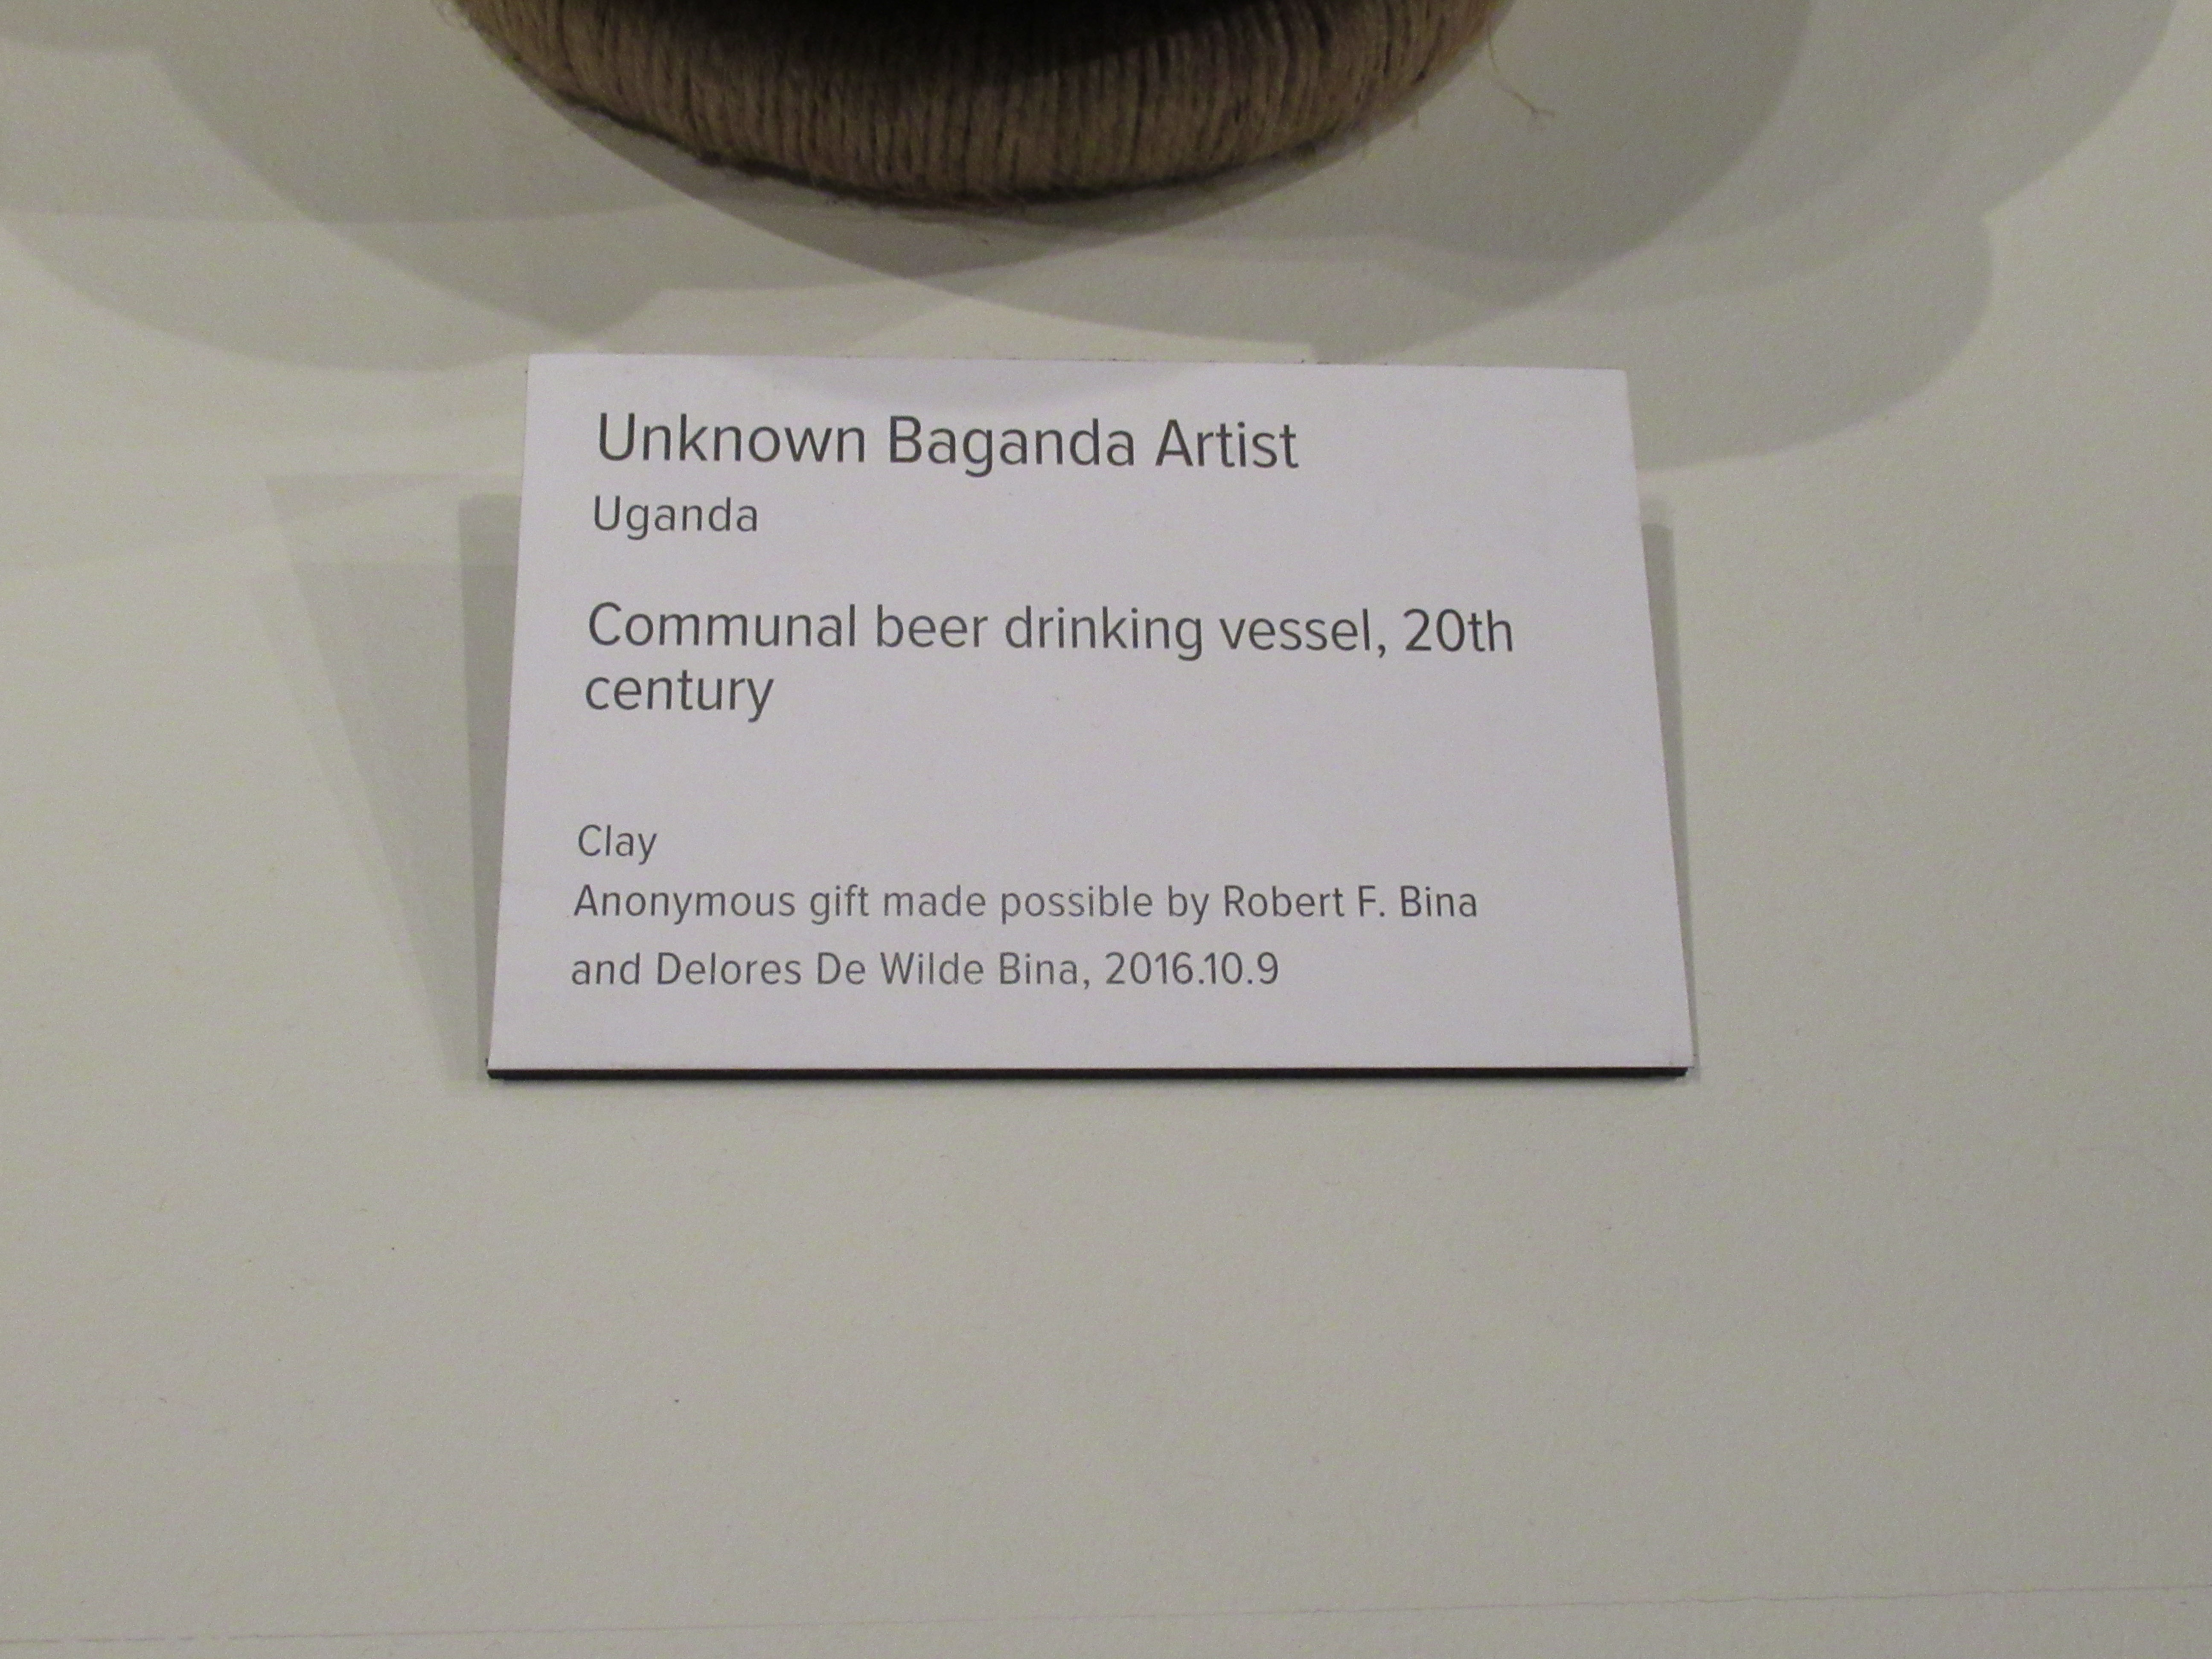 Unknown Baganda Artist
Uganda
Communal beer drinking vessel, 20th
century
Clay
Anonymous gift made possible by Robert F. Bina
and Delores De Wilde Bina, 2016.10.9